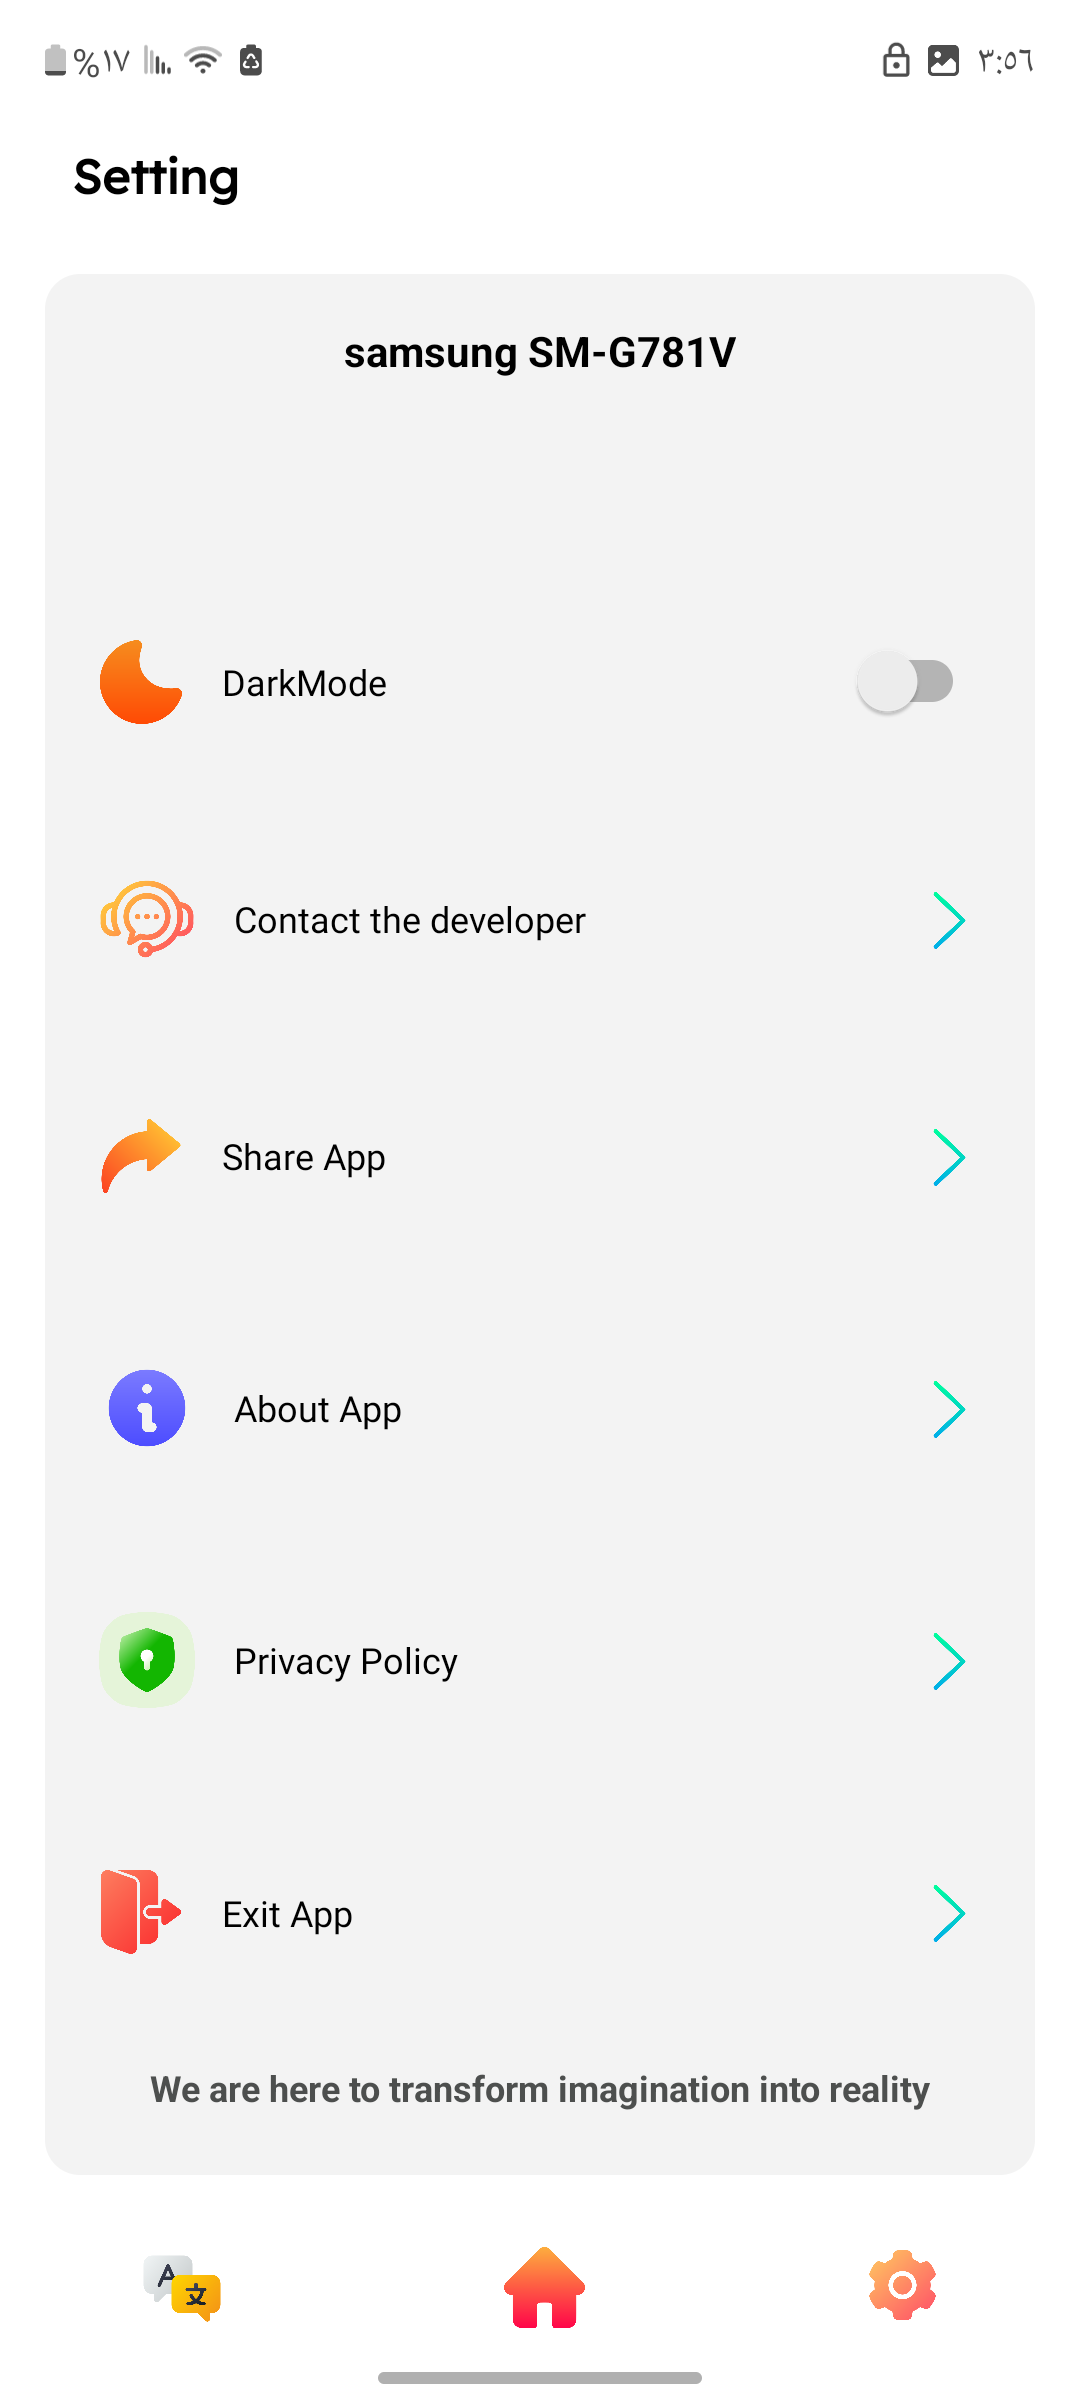 %١٧ ٣:٥٦
Setting
samsung SM-G781V
DarkMode
Contact the developer
Share App
About App
Privacy Policy
Exit App
We are here to transform imagination into reality
A 文